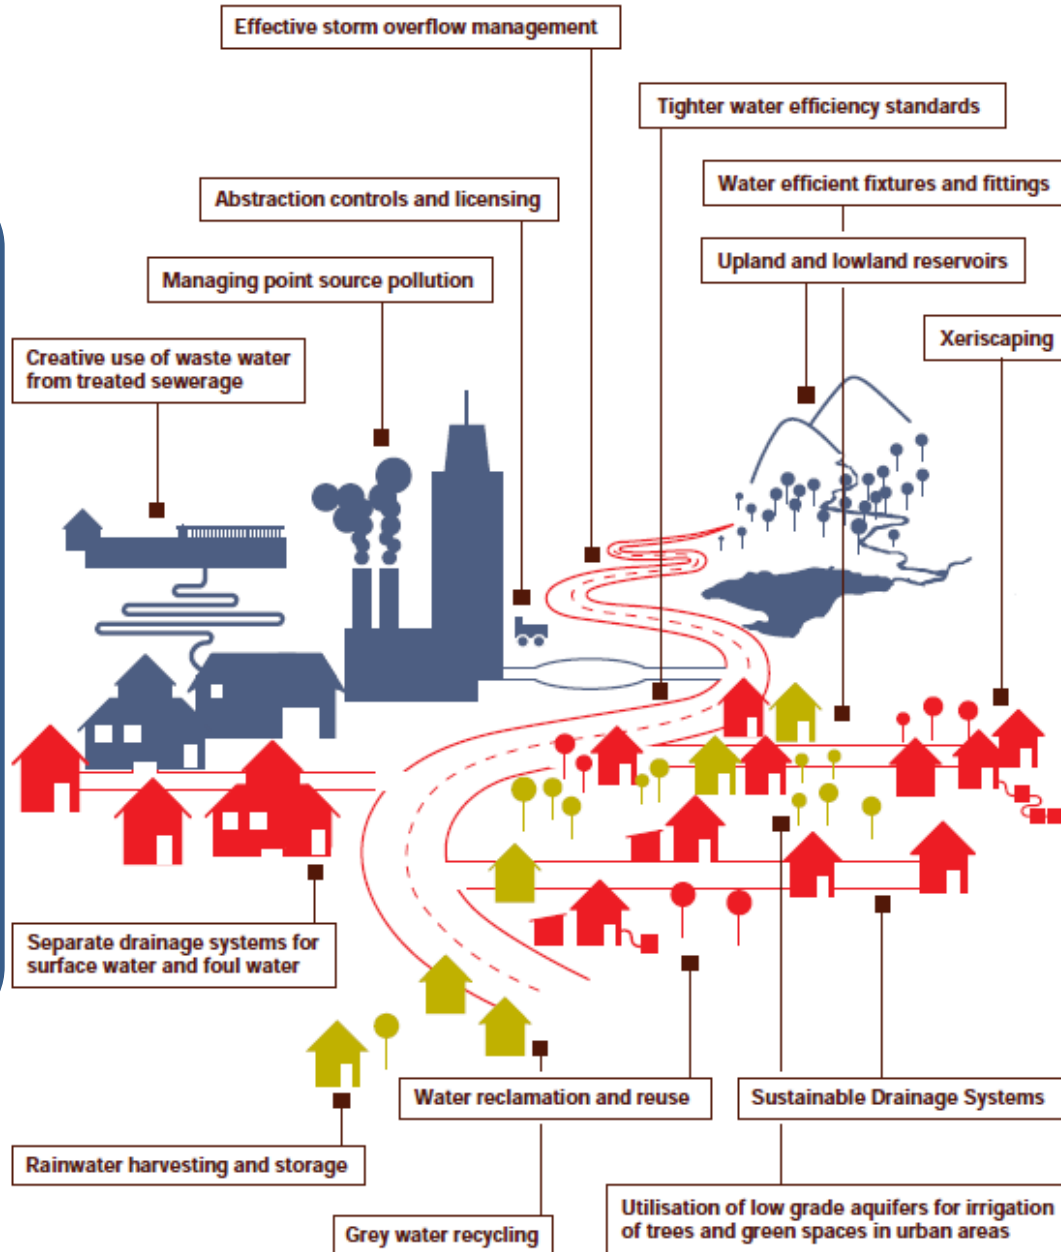 Effective storm overflow management
Tighter water efficiency standards
Water efficient fixtures and fittings
Abstraction controls and licensing
Upland and lowland reservoirs
Managing point source pollution
Xeriscaping
Creative use of waste water
from treated sewerage
Separate drainage systems for
surface water and foul water
Water reclamation and reuse
Sustainable Drainage Systems
Rainwater harvesting and storage
Utilisation of low grade aquifers for irrigation
of trees and green spaces in urban areas
Grey water recycling